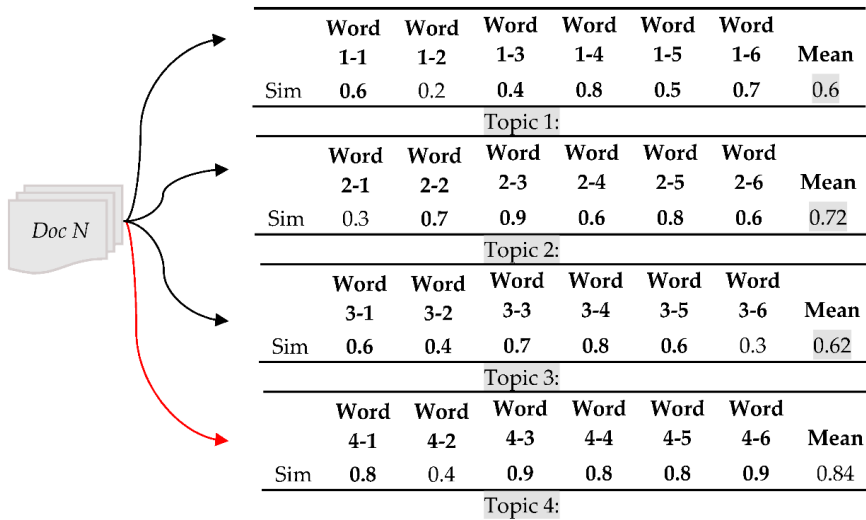 Word Word Word Word Word Word
1-1 1-2 1-3 1-4 1-5 1-6 Mean
Sim 0.6 0.2 0.4 0.8 0.5 0.7 0.6
Topic 1:
Word Word Word Word Word Word
2-1 2-2 2-3 2-4 2-5 2-6 Mean
Sim 0.3 0.7 0.9 0.6 0.8 0.6 0.72
Topic 2:
Doc N
Word Word Word Word Word Word
3-1 3-2 3-3 3-4 3-5 3-6 Mean
Sim 0.6 0.4 0.7 0.8 0.6 0.3 0.62
Topic 3:
Word Word Word Word Word Word
4-1 4-2 4-3 4-4 4-5 4-6 Mean
Sim 0.8 0.4 0.9 0.8 0.8 0.9 0.84
Topic 4: